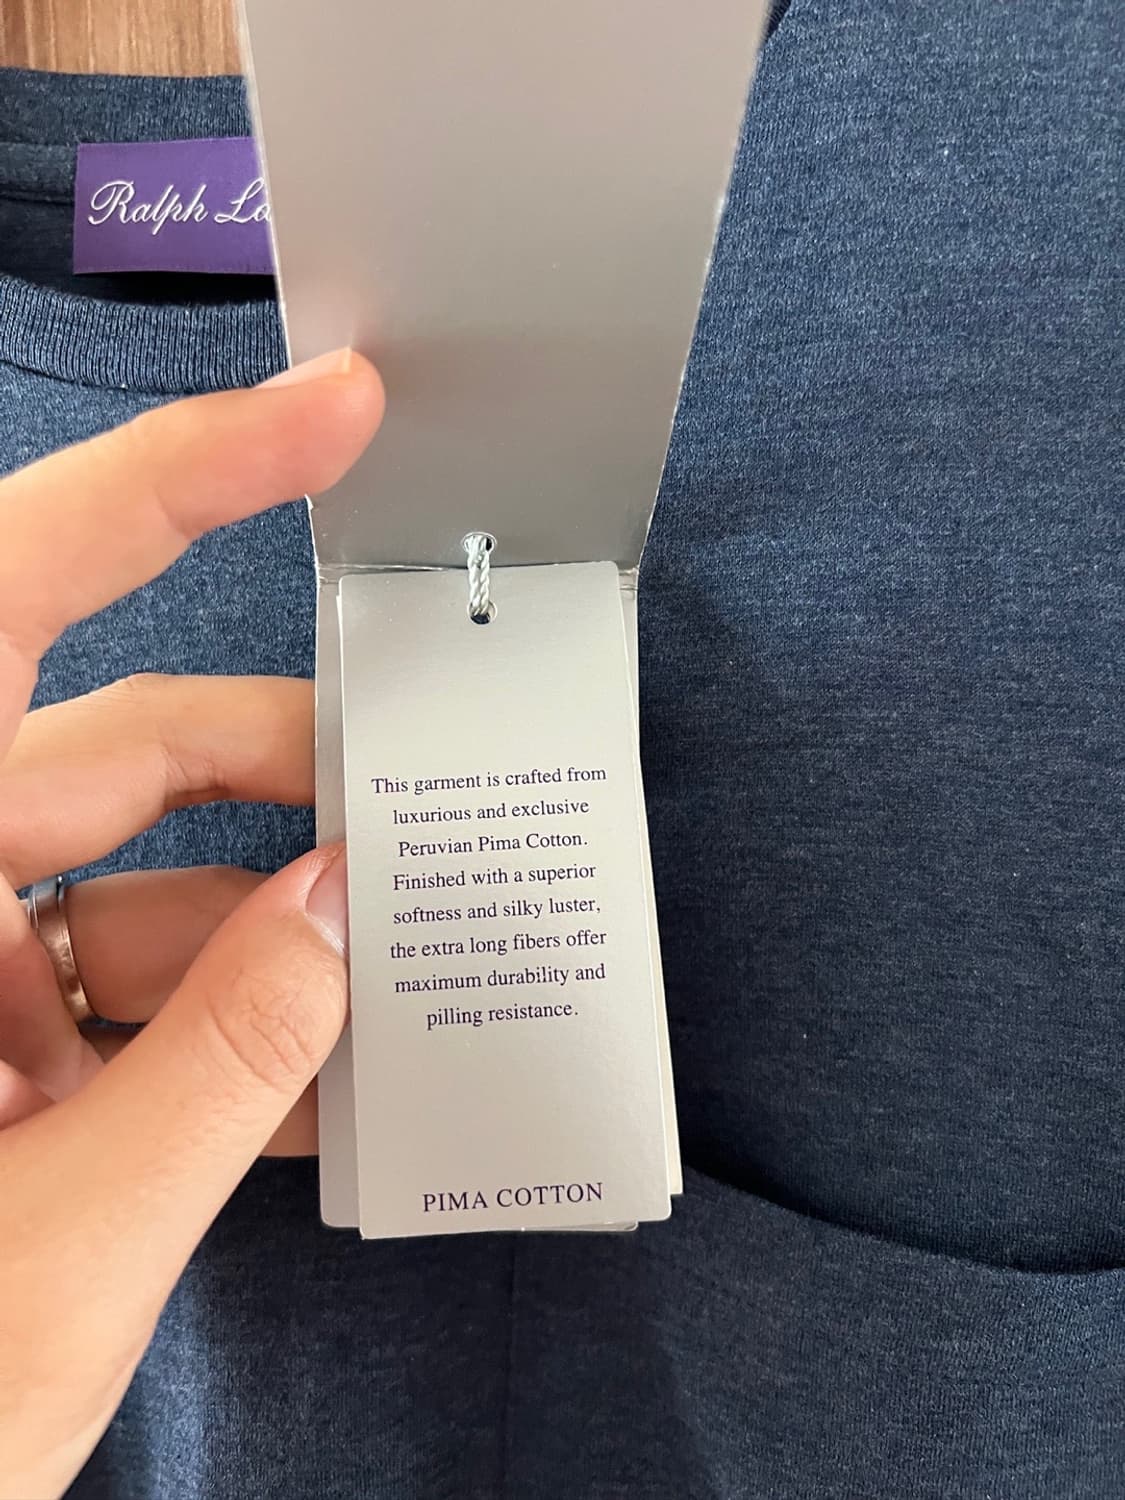 Ralph La
This garment is crafted from
luxurious and exclusive
Peruvian Pima Cotton.
Finished with a superior
softness and silky luster,
the extra long fibers offer
maximum durability and
pilling resistance.
PIMA COTTON